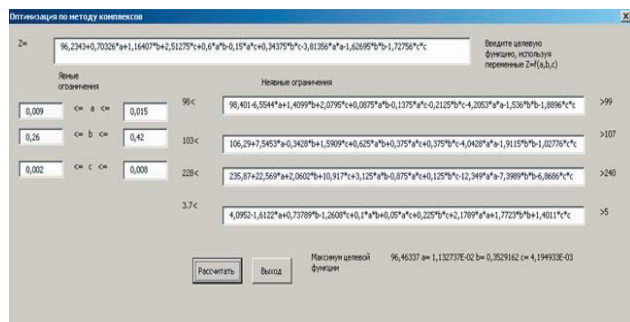 Оптимизация по методу комплексов
Z=
96,2343+0,70326*a+1,16407*b+2,51275*c+0,6*a*b-0,15*a*c+0,34375*b*c-3,81356*a*a-1,62695*b*b-1,72756*c*c
Введите целевую
функцию, используя
переменные Z=f(a,b,c)
Явные
ограничения
Неявные ограничения
0,009 <= a <= 0,015
98< 98,401-6,5544*a+1,4099*b+2,0795*c+0,0875*a*b-0,1375*a*c-0,2125*b*c-4,2053*a*a-1,536*b*b-1,8896*c*c >99
0,26 <= b <= 0,42
103< 106,29+7,5453*a-0,3428*b+1,5909*c+0,625*a*b+0,375*a*c+0,375*b*c-4,0428*a*a-1,9115*b*b-1,02776*c*c >107
0,002 <= c <= 0,008
228< 235,87+22,569*a+2,0602*b+10,917*c+3,125*a*b-0,875*a*c+0,125*b*c-12,349*a*a-7,3989*b*b-6,8686*c*c >240
3.7< 4,0952-1,6122*a+0,73789*b-1,2608*c+0,1*a*b+0,05*a*c+0,225*b*c+2,1789*a*a+1,7723*b*b+1,4011*c*c >5
Рассчитать
Выход
Максимум целевой
функции
96,46337 a= 1,132737E-02 b= 0,3529162 c= 4,194933E-03